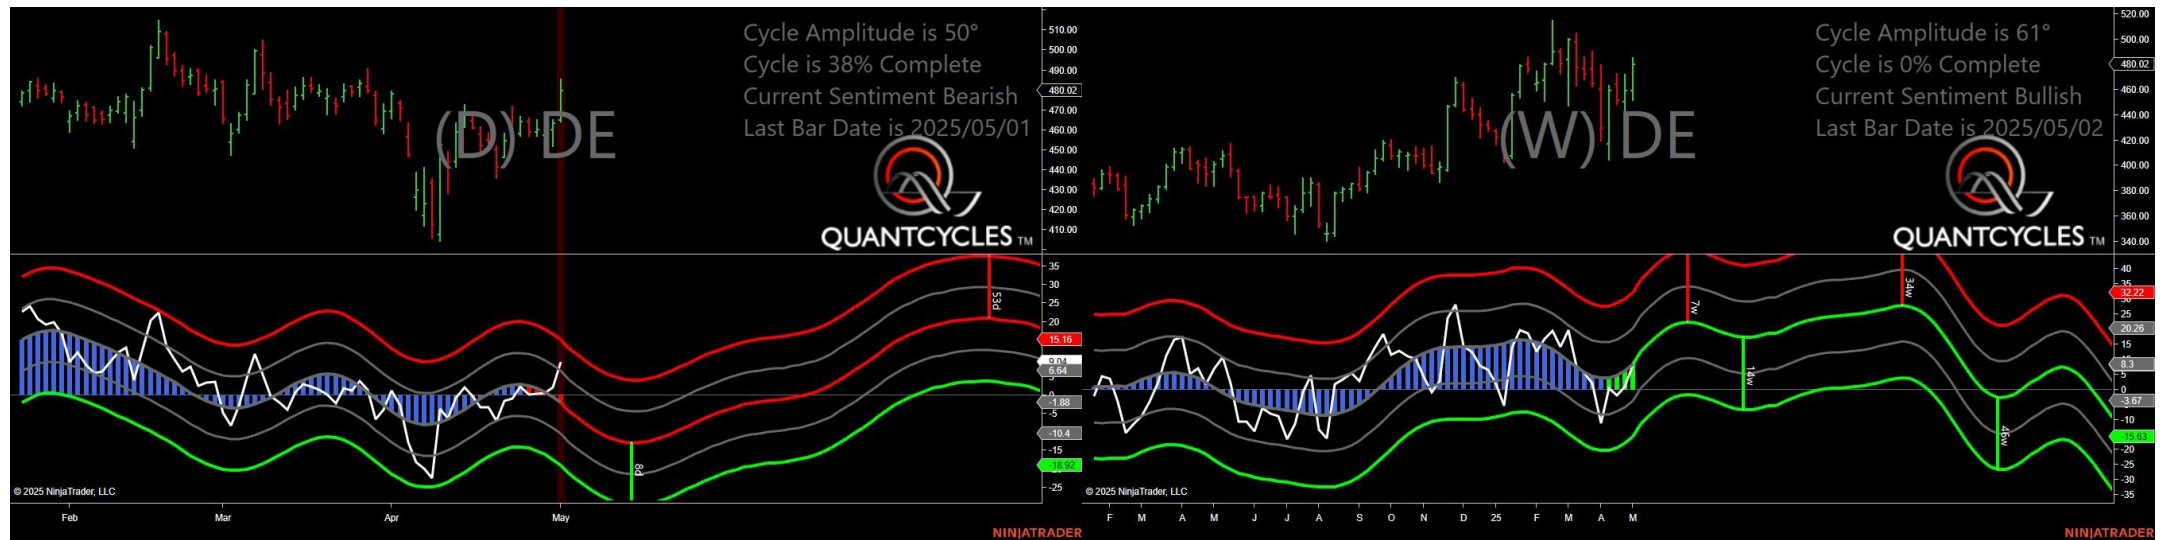 Cycle Amplitude is 50°
Cycle is 38% Complete
Current Sentiment Bearish
Last Bar Date is 2025/05/01
(D) DE
QUANTCYCLES TM
510.00
500.00
490.00
480.02
470.00
460.00
450.00
440.00
430.00
420.00
410.00
35
30
25
20
15.16
9.04
6.64
-1.88
-5
-10.4
-15
-18.92
-25
53d
8d
© 2025 NinjaTrader, LLC
Feb Mar Apr May
NINJATRADER
Cycle Amplitude is 61°
Cycle is 0% Complete
Current Sentiment Bullish
Last Bar Date is 2025/05/02
(W) DE
QUANTCYCLES TM
520.00
500.00
480.02
460.00
440.00
420.00
400.00
380.00
360.00
340.00
40
35
32.22
25
20.26
15
10
8.3
5
0
-3.67
-10
-15.63
-20
-25
-30
-35
7w
14w
34w
46w
© 2025 NinjaTrader, LLC
F M A M J J A S O N D 25 F M A M
NINJATRADER